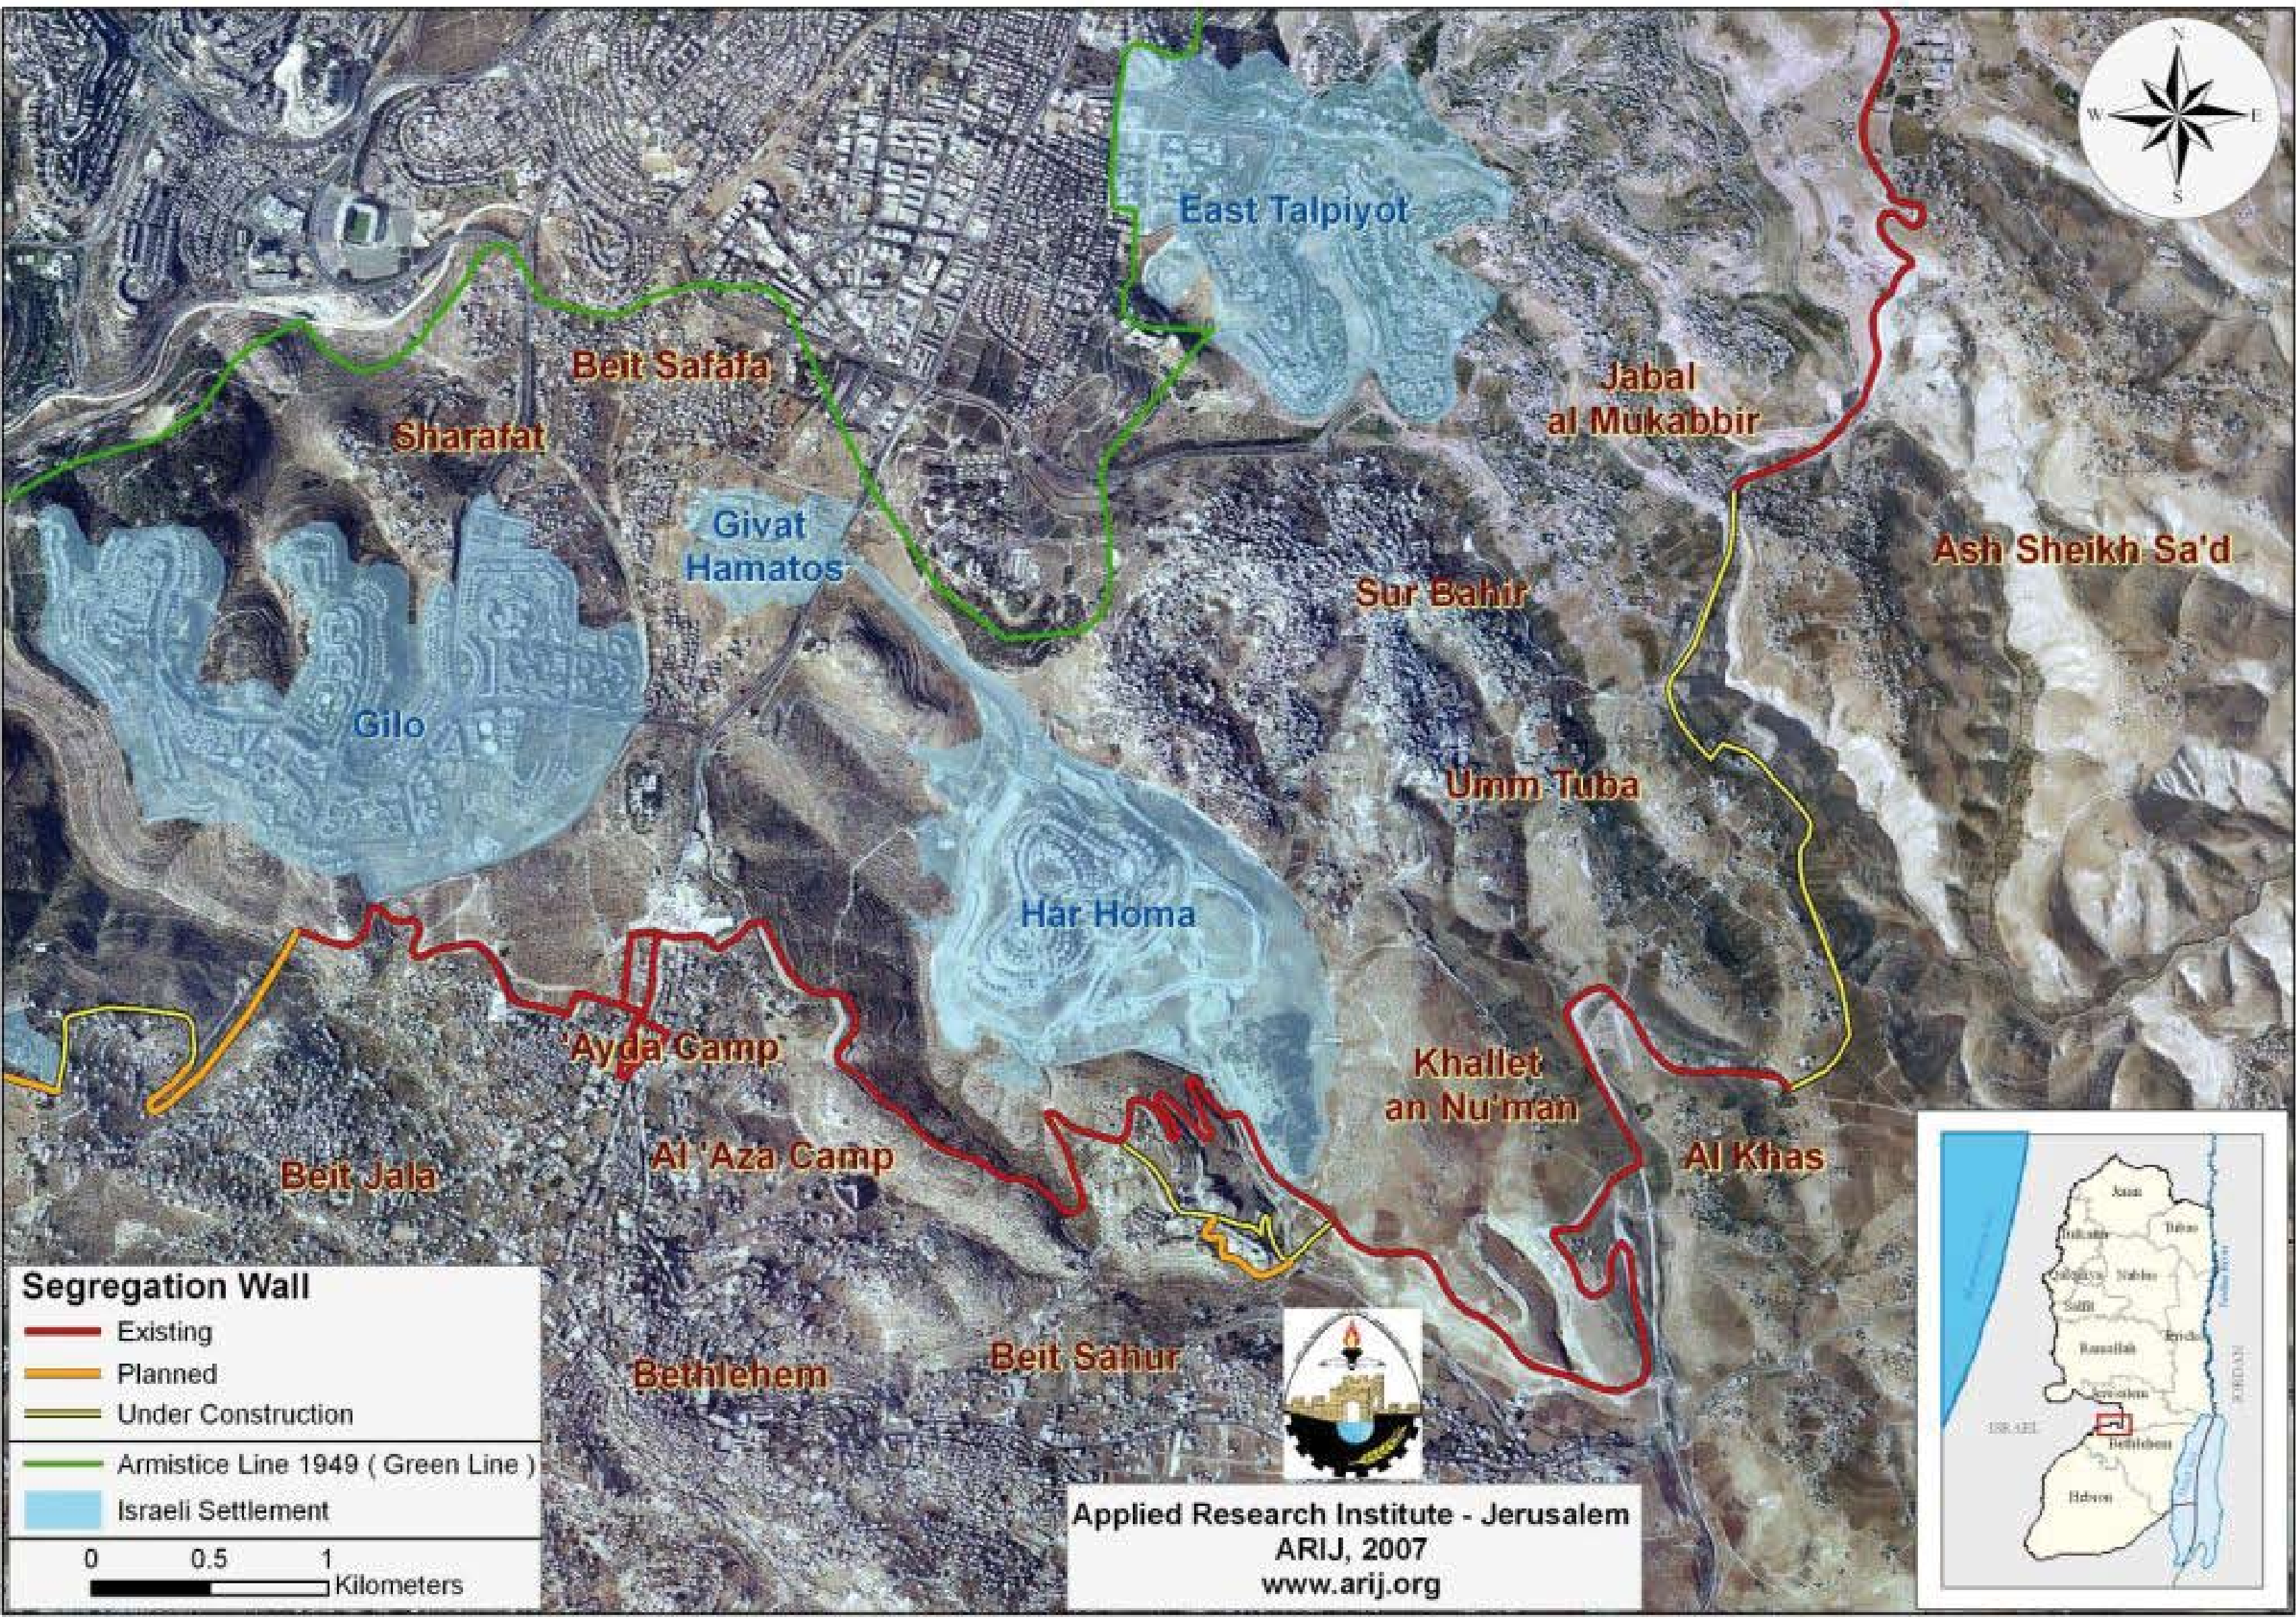 N
W
E
S
East Talpiyot
Beit Safafa
Jabal
al Mukabbir
Sharafat
Givat
Hamatos
Ash Sheikh Sa'd
Sur Bahir
Gilo
Umm Tuba
Har Homa
'Ayda Camp
Khallet
an Nu'man
Al 'Aza Camp
Al Khas
Beit Jala
Beit Sahur
Bethlehem
Segregation Wall
Existing
Planned
Under Construction
Armistice Line 1949 ( Green Line )
Israeli Settlement
0 0.5 1
Kilometers
Applied Research Institute - Jerusalem
ARIJ, 2007
www.arij.org
Jenin
Tubas
Nablus
Salfit
Ramallah
Jerusalem
ISRAEL
JORDAN
Bethlehem
Hebron